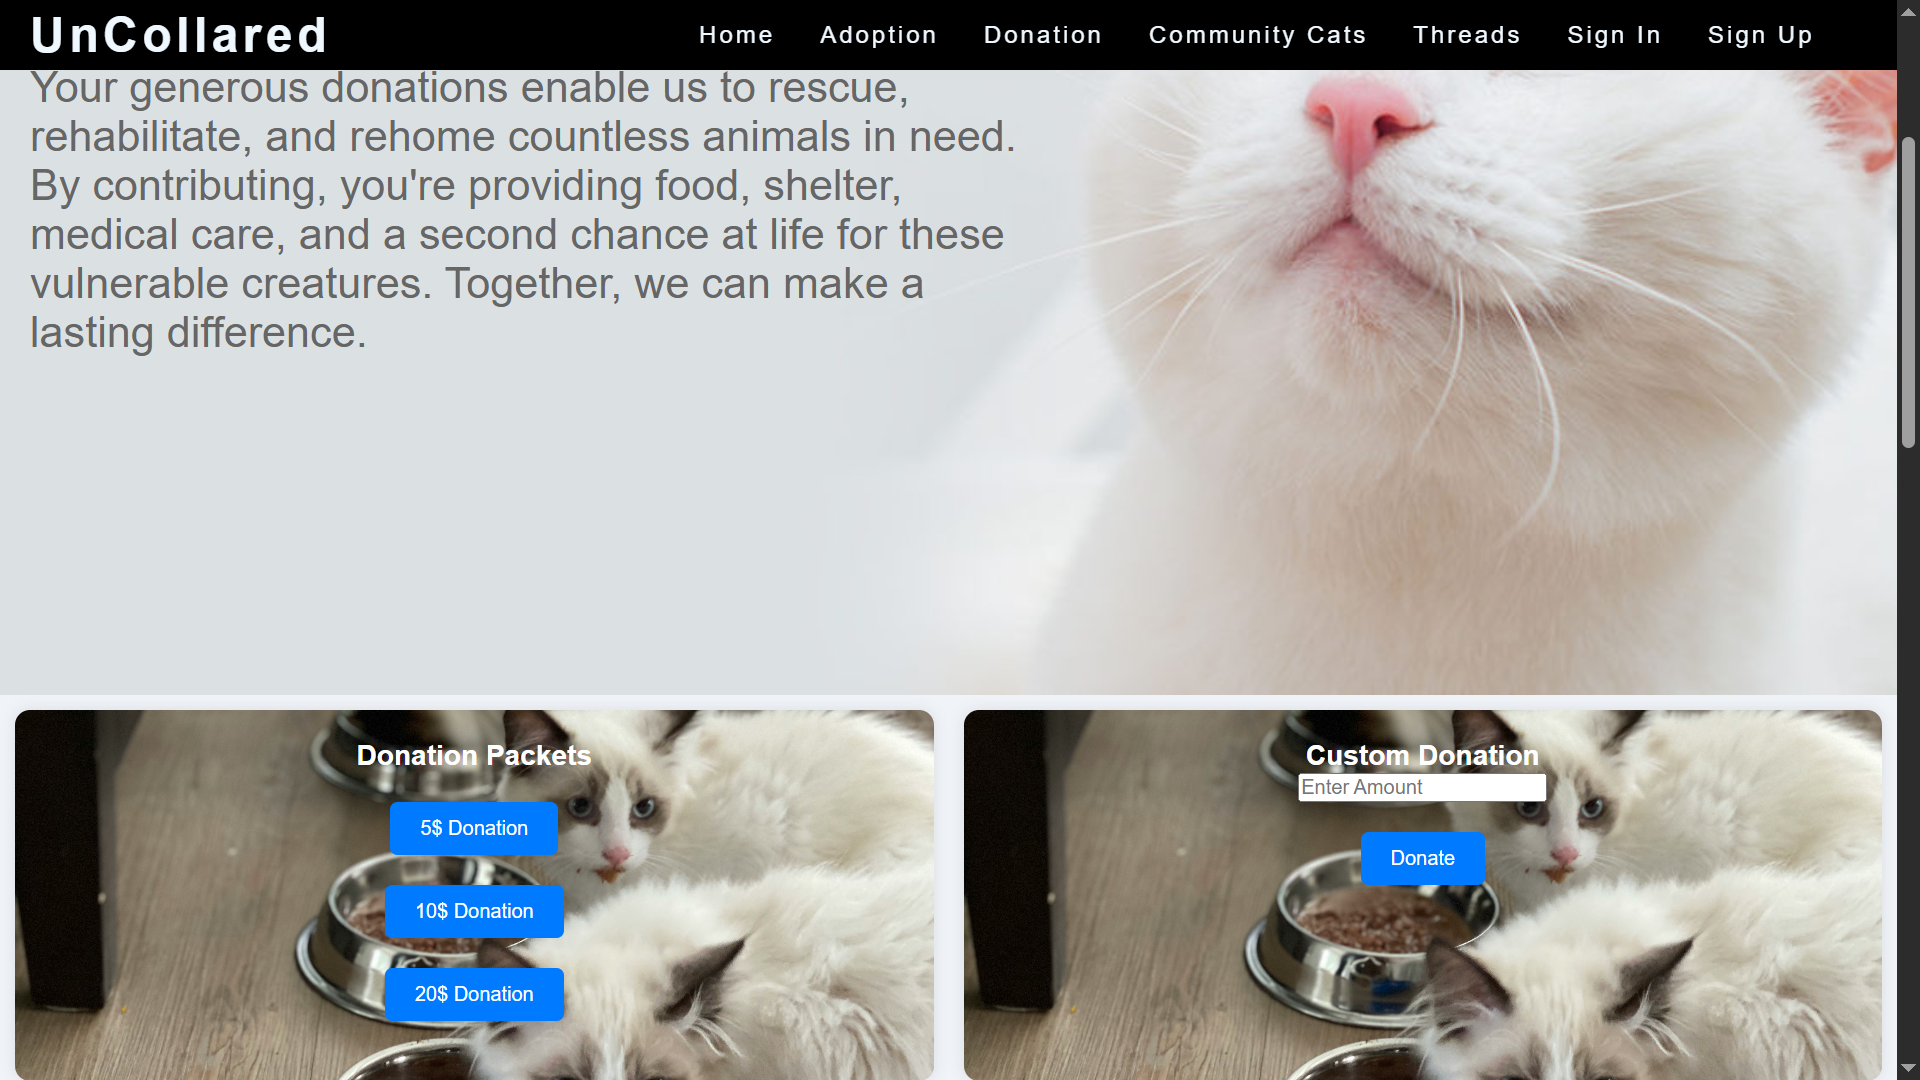 UnCollared
Home Adoption Donation Community Cats Threads Sign In Sign Up
Your generous donations enable us to rescue,
rehabilitate, and rehome countless animals in need.
By contributing, you're providing food, shelter,
medical care, and a second chance at life for these
vulnerable creatures. Together, we can make a
lasting difference.
Donation Packets
5$ Donation
10$ Donation
20$ Donation
Custom Donation
Enter Amount
Donate